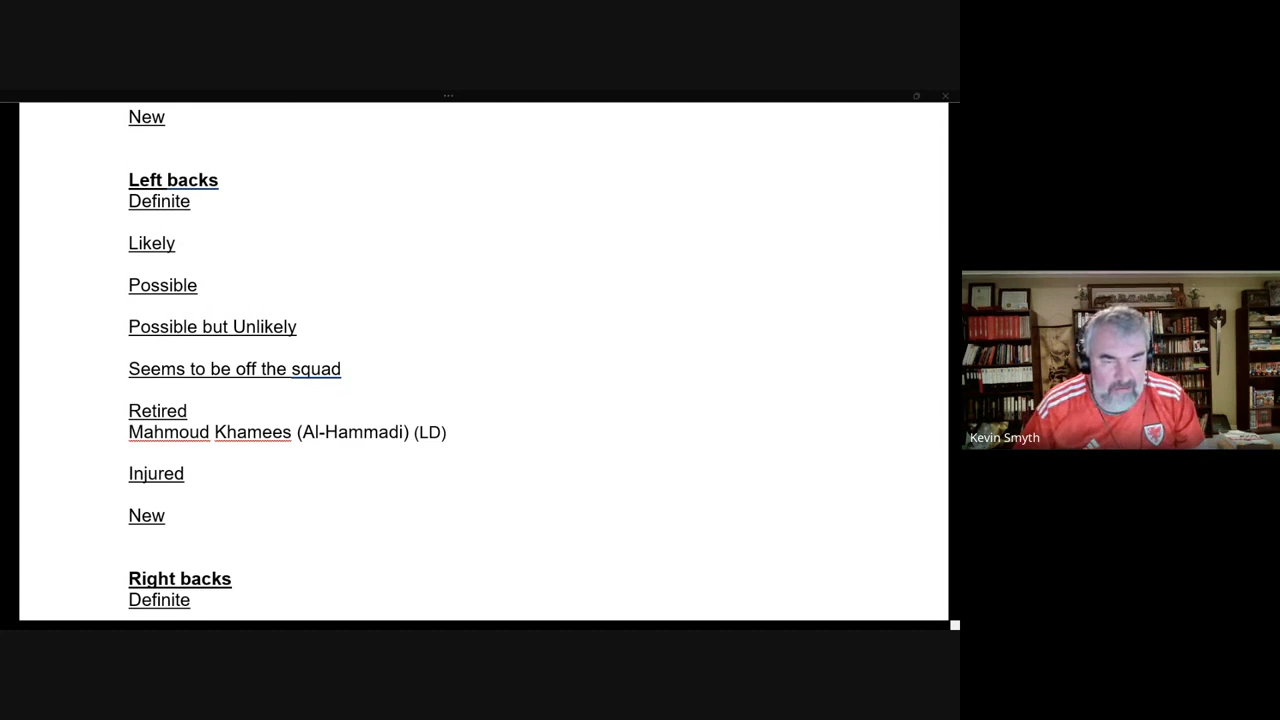 New
Left backs
Definite
Likely
Possible
Possible but Unlikely
Seems to be off the squad
Retired
Mahmoud Khamees (Al-Hammadi) (LD)
Injured
New
Right backs
Definite
Kevin Smyth